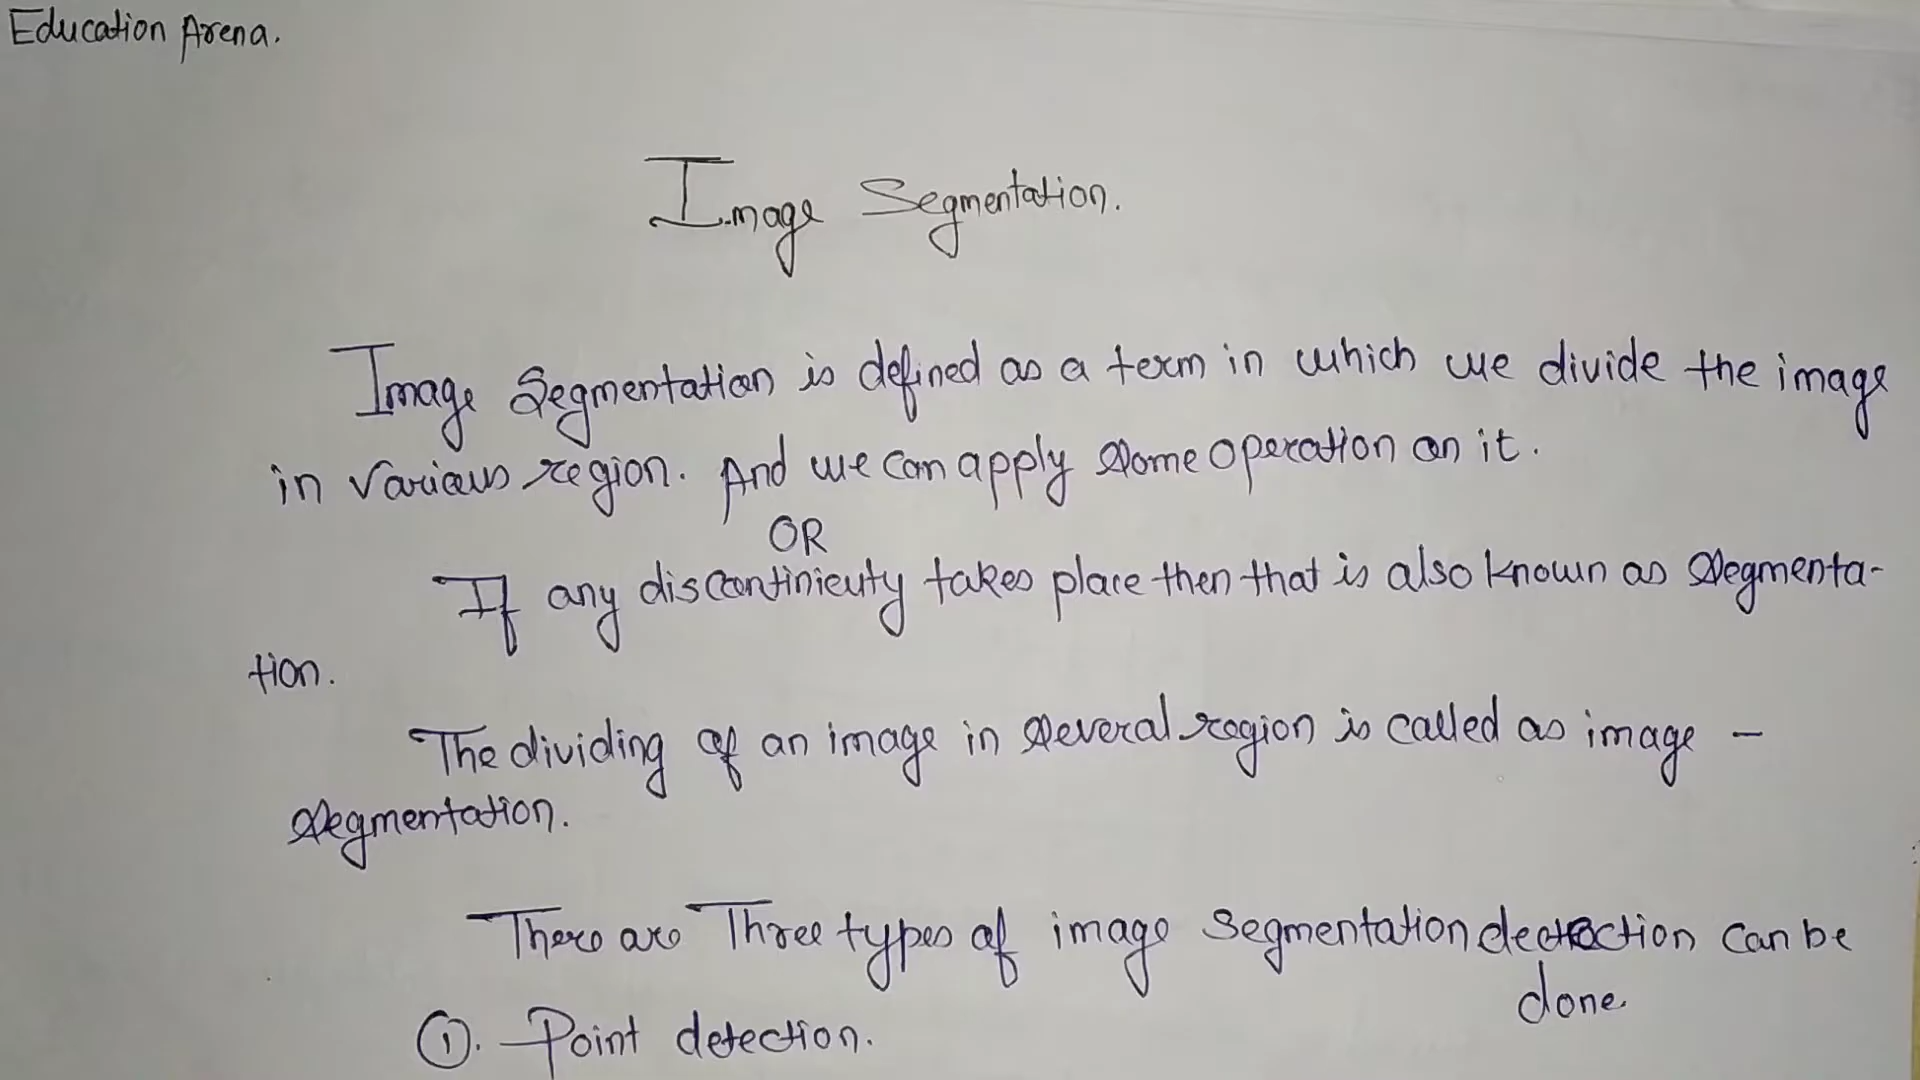 Education Arena.
Image Segmentation.
Image Segmentation is defined as a term in which we divide the image
in various region. And we can apply some operation on it.
OR
If any discontinieuty takes place then that is also known as segmenta-
tion.
The dividing of an image in several region is called as image -
segmentation.
There are Three types of image segmentation dectection can be
done.
①. Point detection.